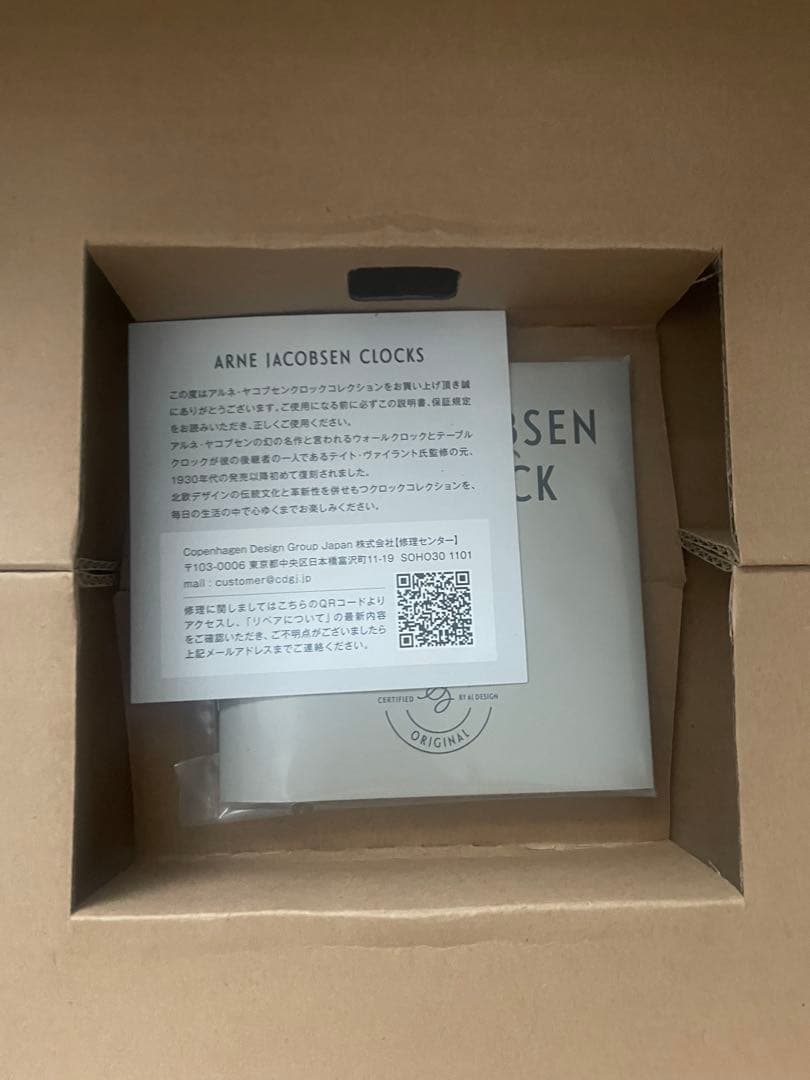 ARNE JACOBSEN CLOCKS
この度はアルネ・ヤコブセンクロックコレクションをお買い上げ頂き誠
にありがとうございます。ご使用になる前に必ずこの説明書、保証規定
をお読みいただき、正しくご使用ください。
アルネ・ヤコブセンの幻の名作と言われるウォールクロックとテーブル
クロックが彼の後継者の一人であるテイト・ヴァイラント氏監修の元、
1930年代の発売以降初めて復刻されました。
北欧デザインの伝統文化と革新性を併せもつクロックコレクションを、
毎日の生活の中で心ゆくまでお楽しみください。
Copenhagen Design Group Japan 株式会社【修理センター】
〒103-0006 東京都中央区日本橋富沢町11-19 SOHO30 1101
mail : customer@cdgj.jp
修理に関しましてはこちらのQRコードより
アクセスし、「リペアについて」の最新内容
をご確認いただき、ご不明点がございましたら
上記メールアドレスまでご連絡ください。
BSEN
CK
CERTIFIED BY AJ DESIGN
ORIGINAL